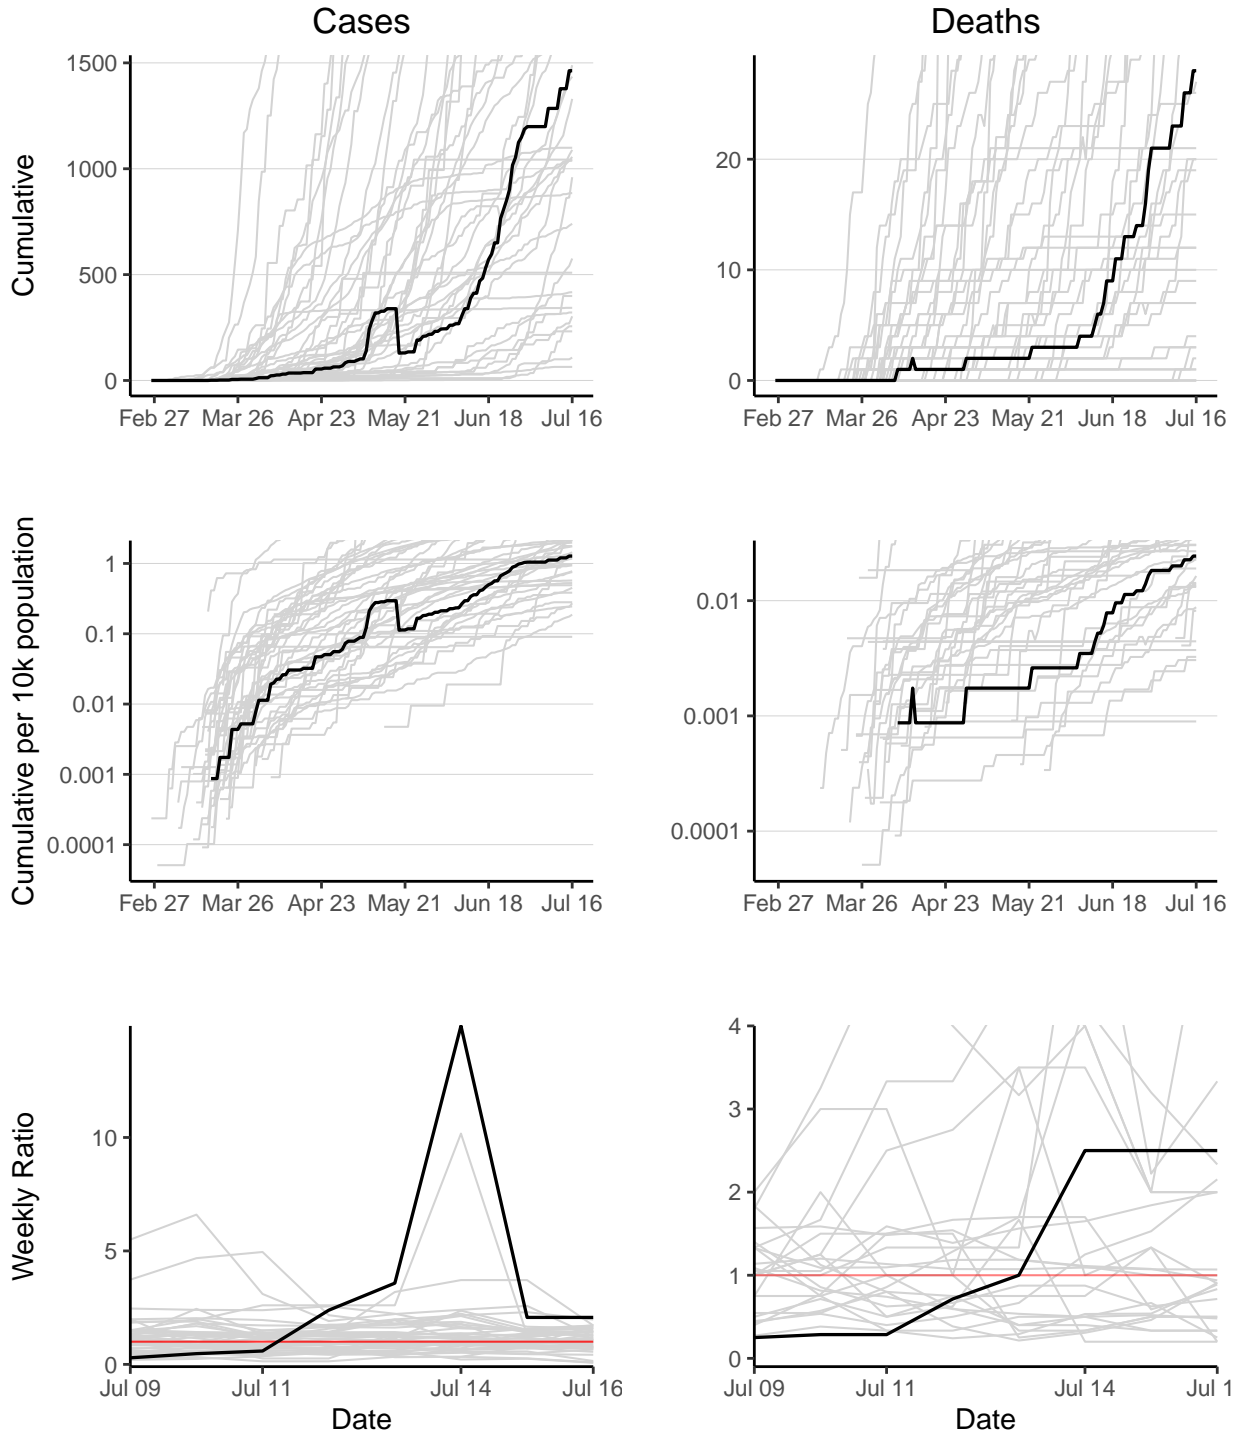 Cases
Deaths
Cumulative
1500
1000
500
0
Feb 27 Mar 26 Apr 23 May 21 Jun 18 Jul 16
20
10
0
Feb 27 Mar 26 Apr 23 May 21 Jun 18 Jul 16
Cumulative per 10k population
1
0.1
0.01
0.001
0.0001
Feb 27 Mar 26 Apr 23 May 21 Jun 18 Jul 16
0.01
0.001
0.0001
Feb 27 Mar 26 Apr 23 May 21 Jun 18 Jul 16
Weekly Ratio
10
5
0
Jul 09 Jul 11 Jul 14 Jul 16
Date
4
3
2
1
0
Jul 09 Jul 11 Jul 14 Jul 1
Date